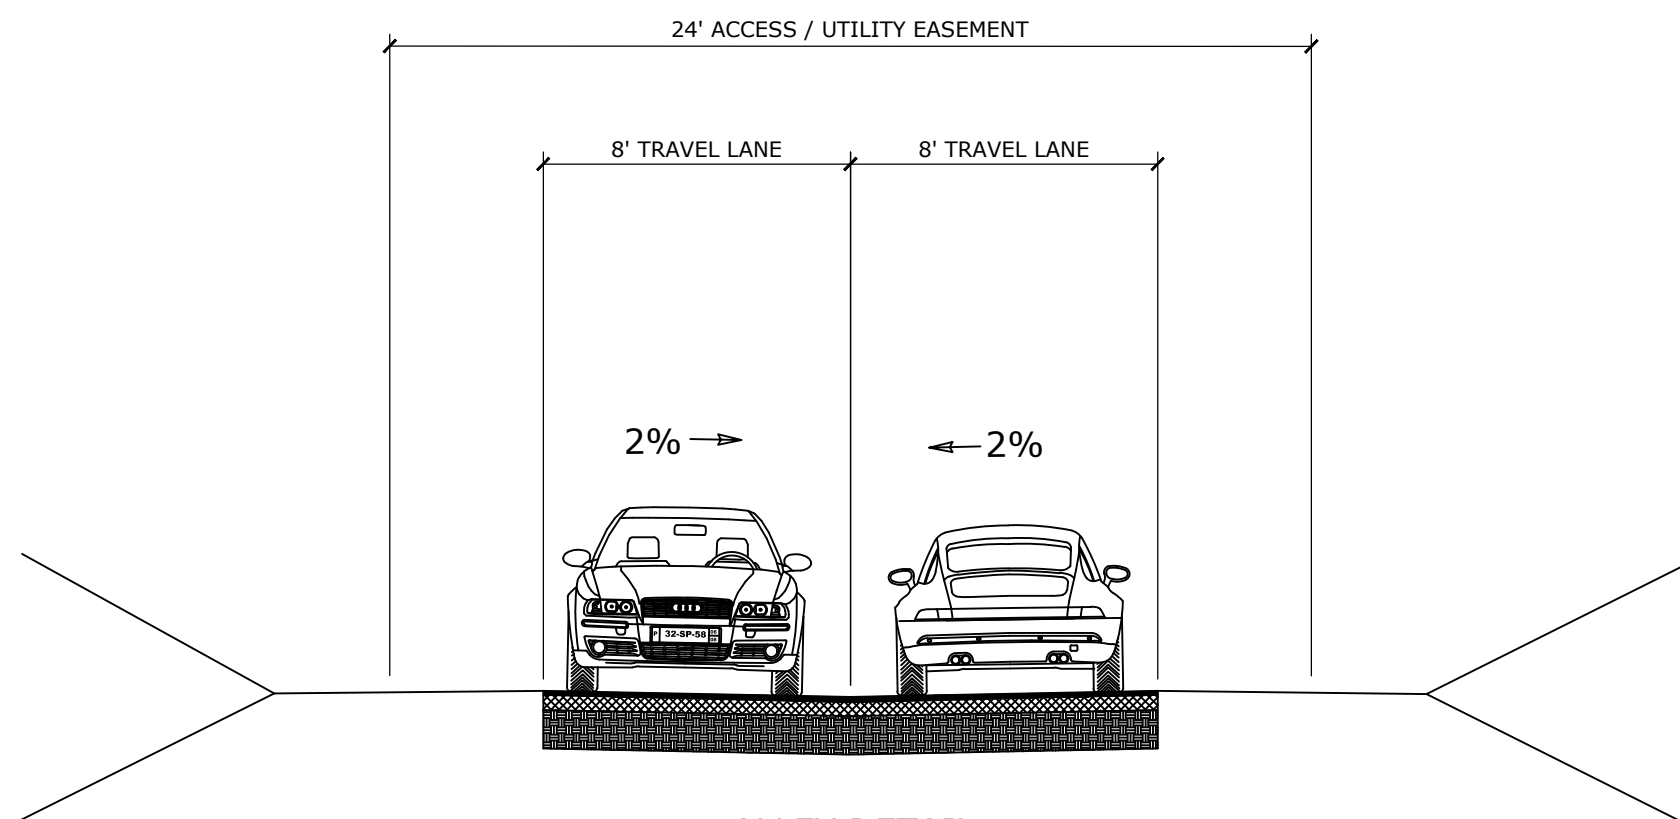 24' ACCESS / UTILITY EASEMENT
8' TRAVEL LANE
8' TRAVEL LANE
2%
2%
P 32-SP-58